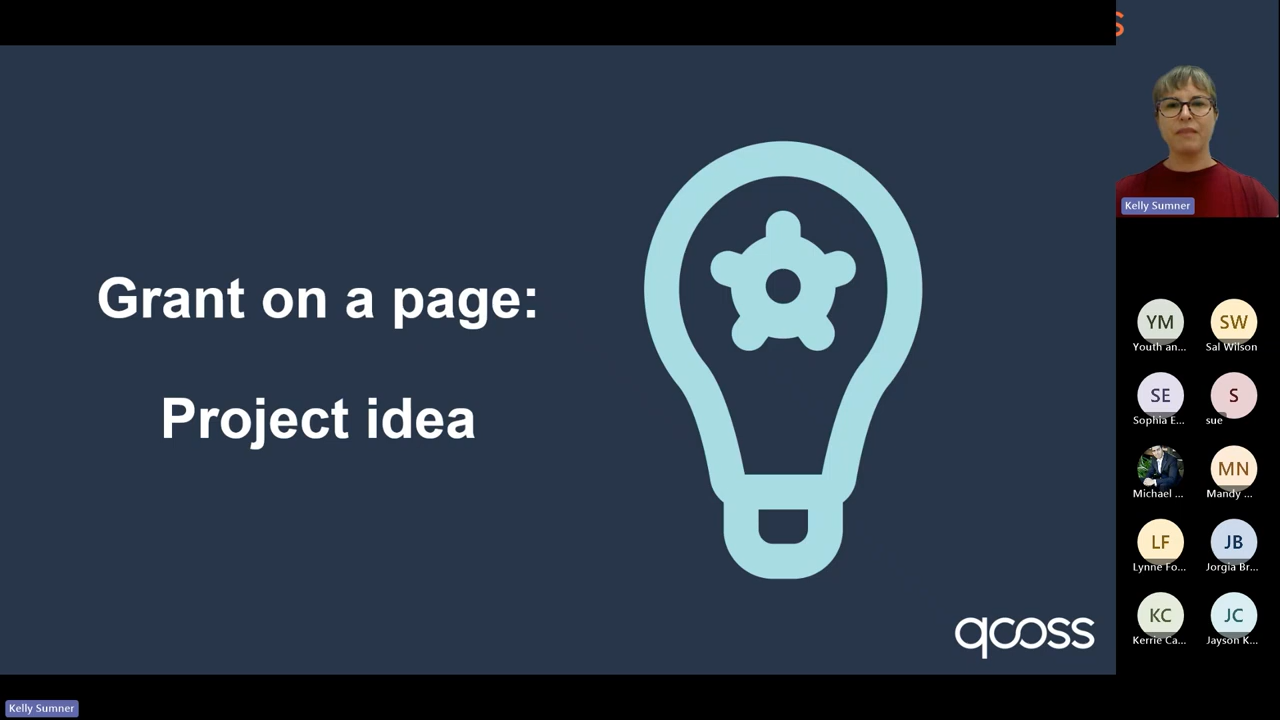 Grant on a page:
Project idea
qcoss
Kelly Sumner
YM
SW
Youth an...
Sal Wilson
SE
S
Sophia E...
sue
MN
Michael ...
Mandy ...
LF
JB
Lynne Fo...
Jorgia Br...
KC
JC
Kerrie Ca...
Jayson K...
Kelly Sumner